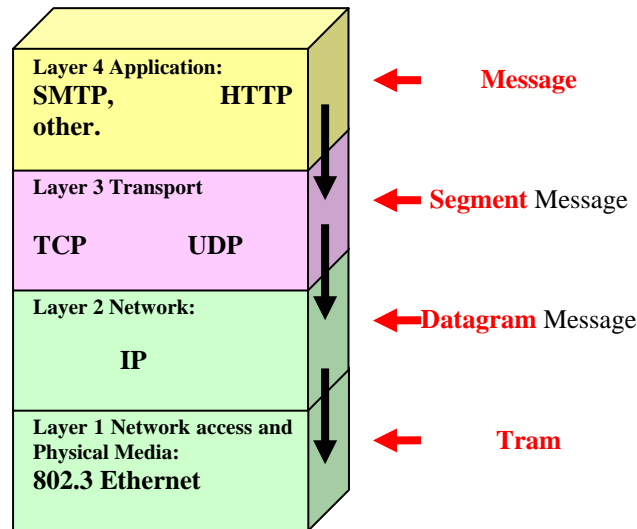 Layer 4 Application:
SMTP, HTTP
other.
Message
Layer 3 Transport
TCP UDP
Segment Message
Layer 2 Network:
IP
Datagram Message
Layer 1 Network access and
Physical Media:
802.3 Ethernet
Tram